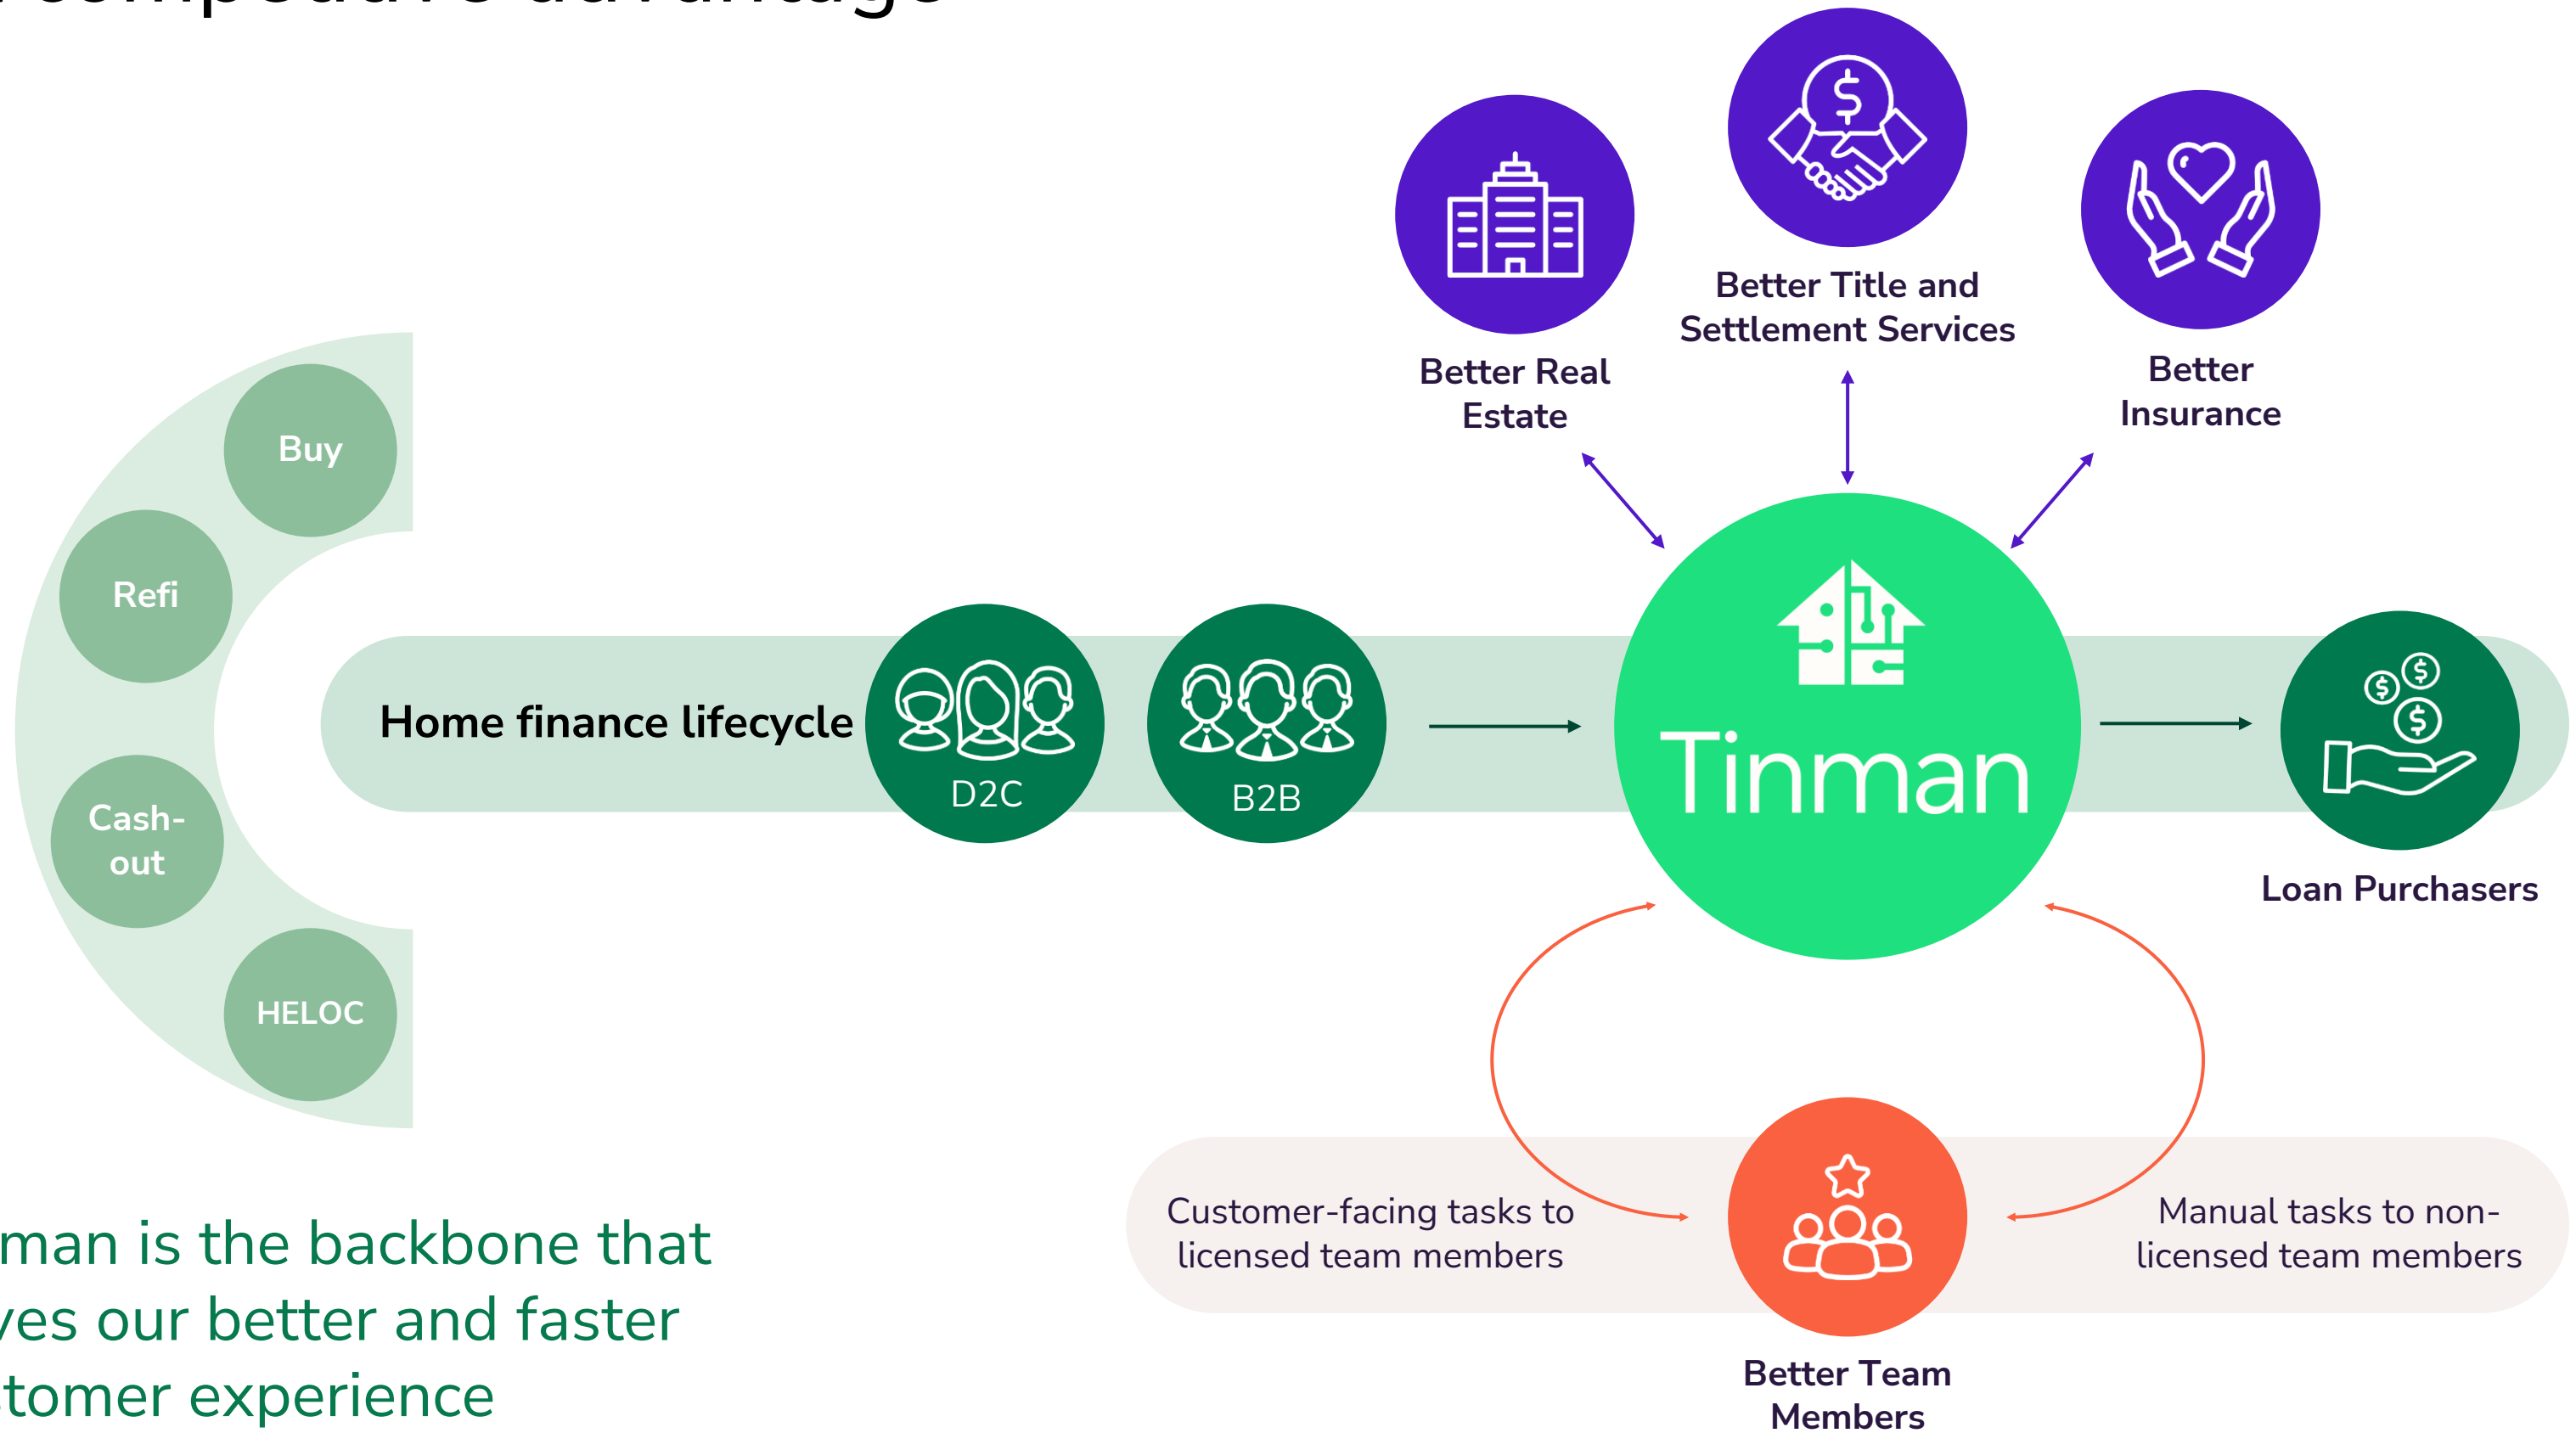 competitive advantage
Better Title and
Settlement Services
Better Real
Estate
Better
Insurance
Buy
Refi
Cash-
out
HELOC
Home finance lifecycle
D2C
B2B
Tinman
Loan Purchasers
Customer-facing tasks to
licensed team members
Manual tasks to non-
licensed team members
Better Team
Members
man is the backbone that
ves our better and faster
tomer experience